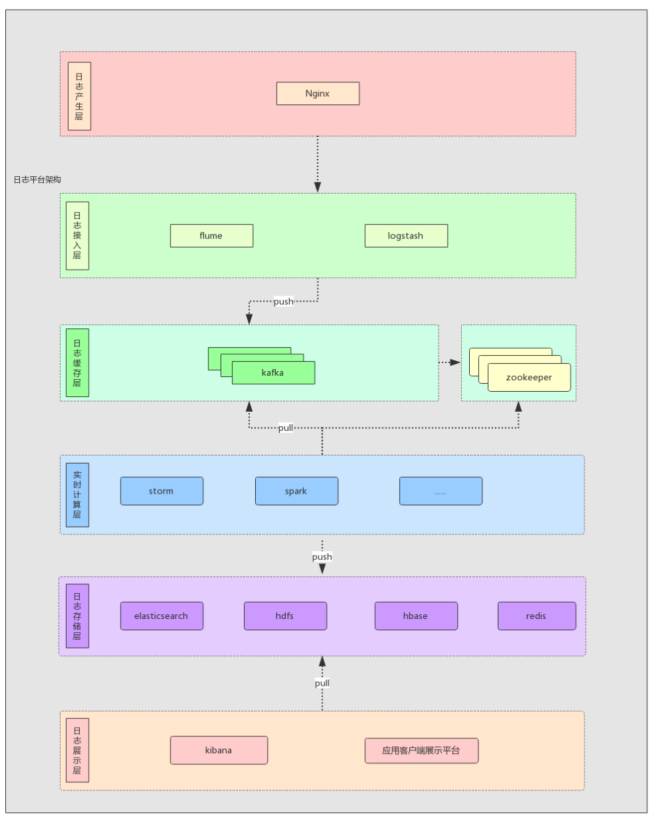 日志产生层
Nginx
日志平台架构
日志接入层
flume
logstash
push
日志缓存层
kafka
zookeeper
pull
实时计算层
storm
spark
.....
push
日志存储层
elasticsearch
hdfs
hbase
redis
pull
日志展示层
kibana
应用客户端展示平台